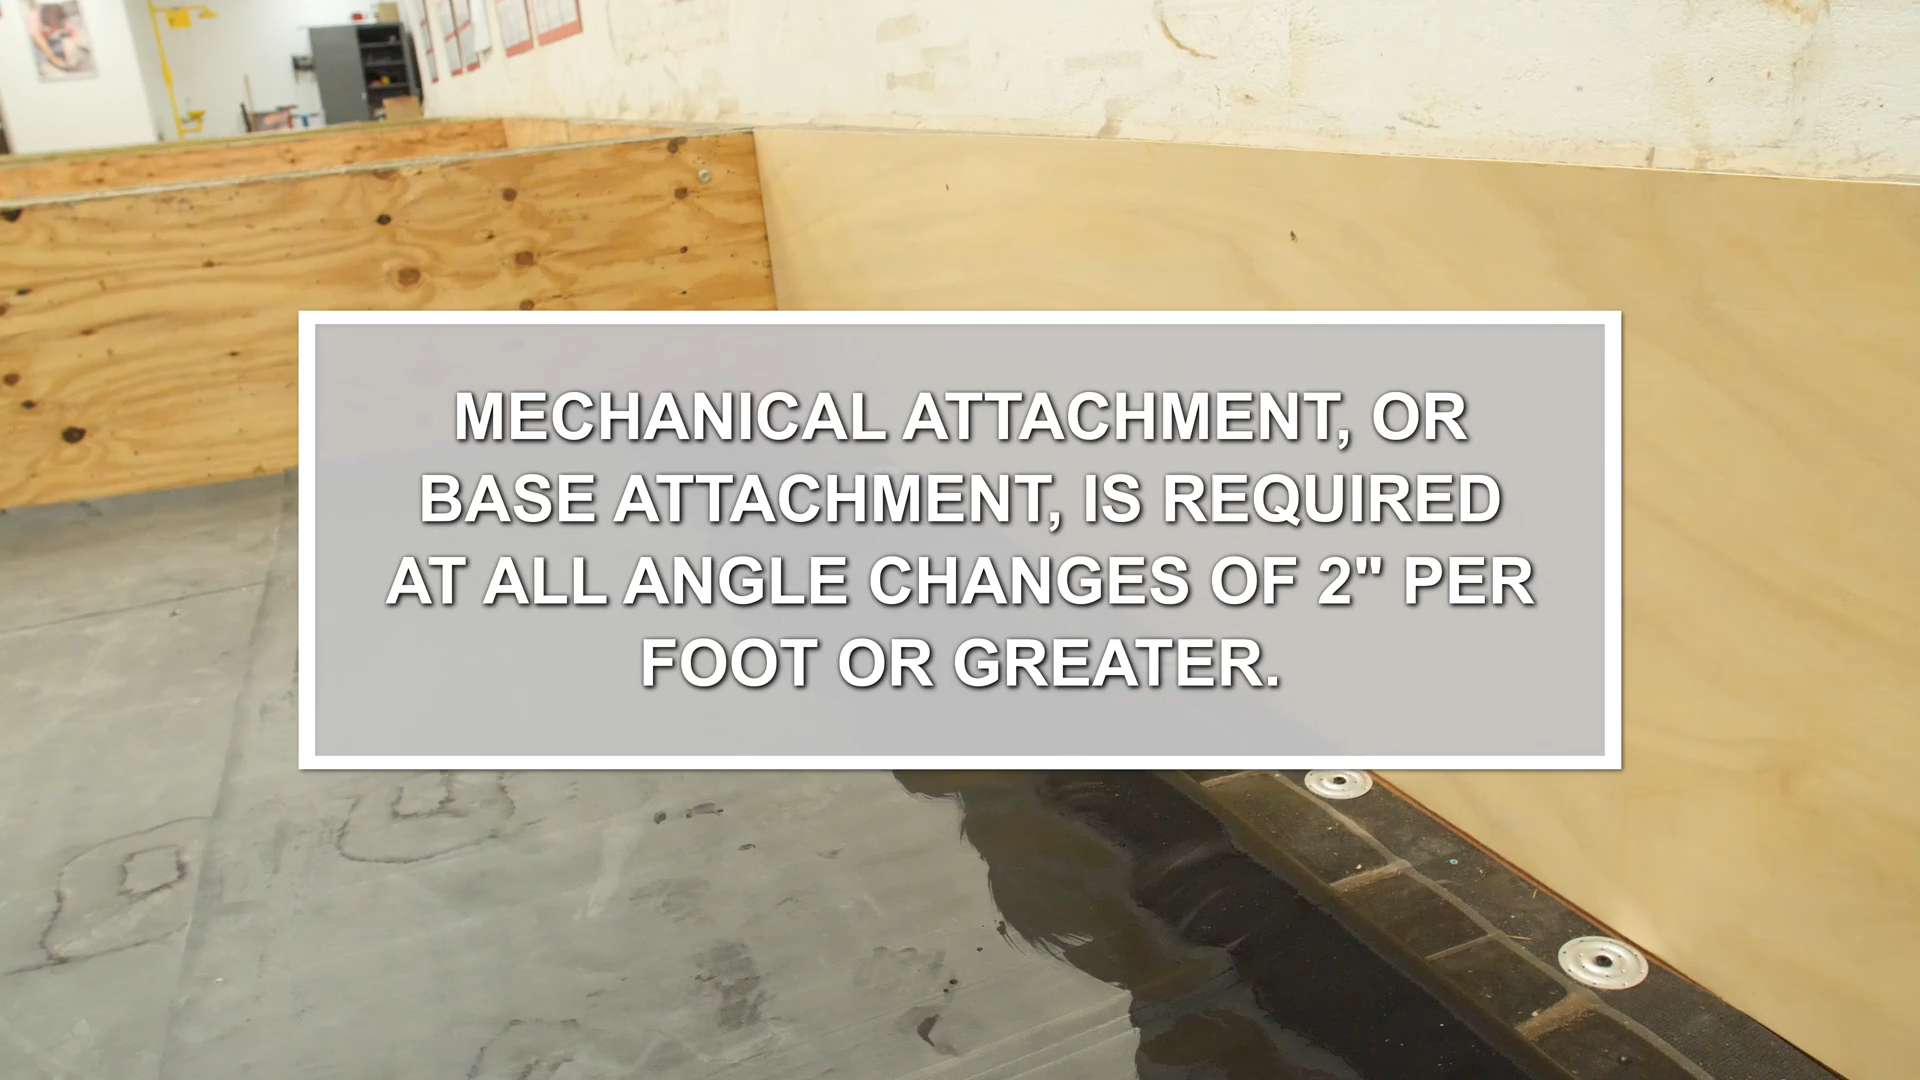 MECHANICAL ATTACHMENT, OR
BASE ATTACHMENT, IS REQUIRED
AT ALL ANGLE CHANGES OF 2" PER
FOOT OR GREATER.